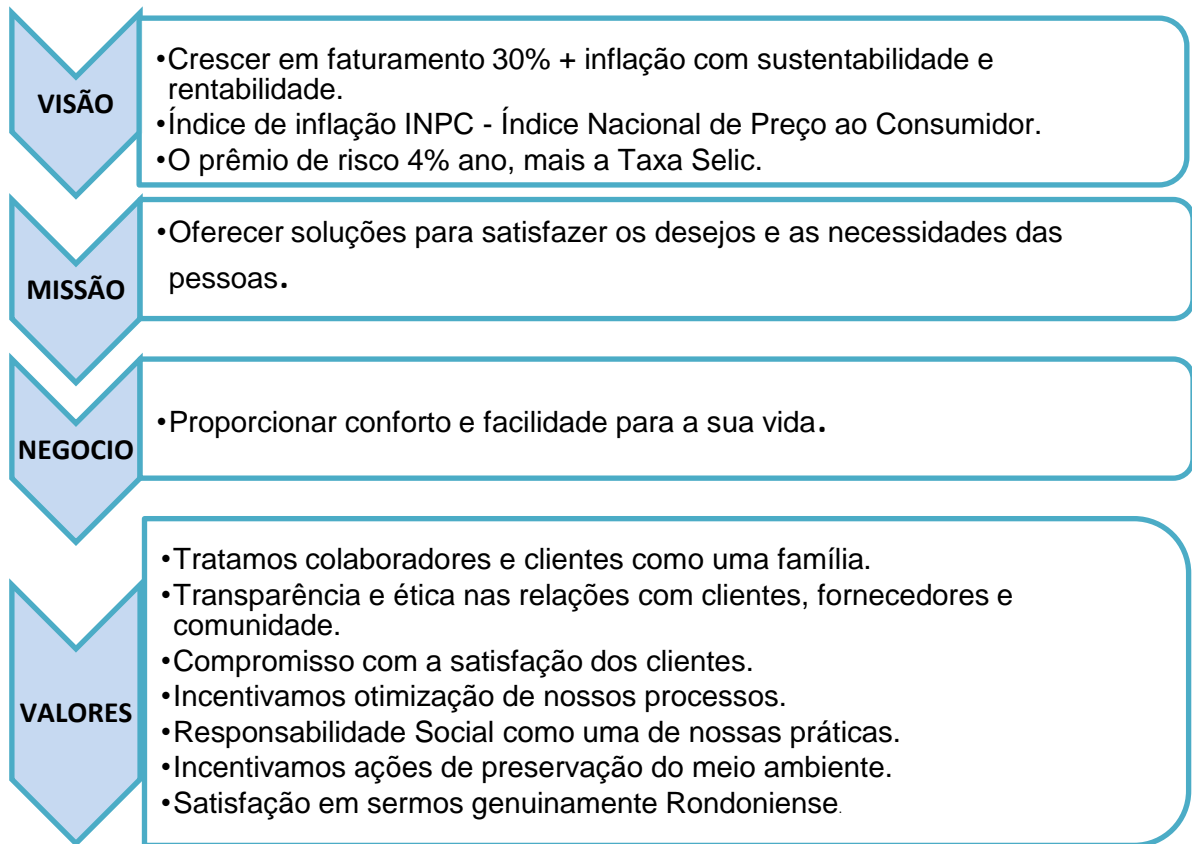 VISÃO
•Crescer em faturamento 30% + inflação com sustentabilidade e
rentabilidade.
•Índice de inflação INPC - Índice Nacional de Preço ao Consumidor.
•O prêmio de risco 4% ano, mais a Taxa Selic.
MISSÃO
•Oferecer soluções para satisfazer os desejos e as necessidades das
pessoas.
NEGOCIO
•Proporcionar conforto e facilidade para a sua vida.
VALORES
•Tratamos colaboradores e clientes como uma família.
•Transparência e ética nas relações com clientes, fornecedores e
comunidade.
•Compromisso com a satisfação dos clientes.
•Incentivamos otimização de nossos processos.
•Responsabilidade Social como uma de nossas práticas.
•Incentivamos ações de preservação do meio ambiente.
•Satisfação em sermos genuinamente Rondoniense.